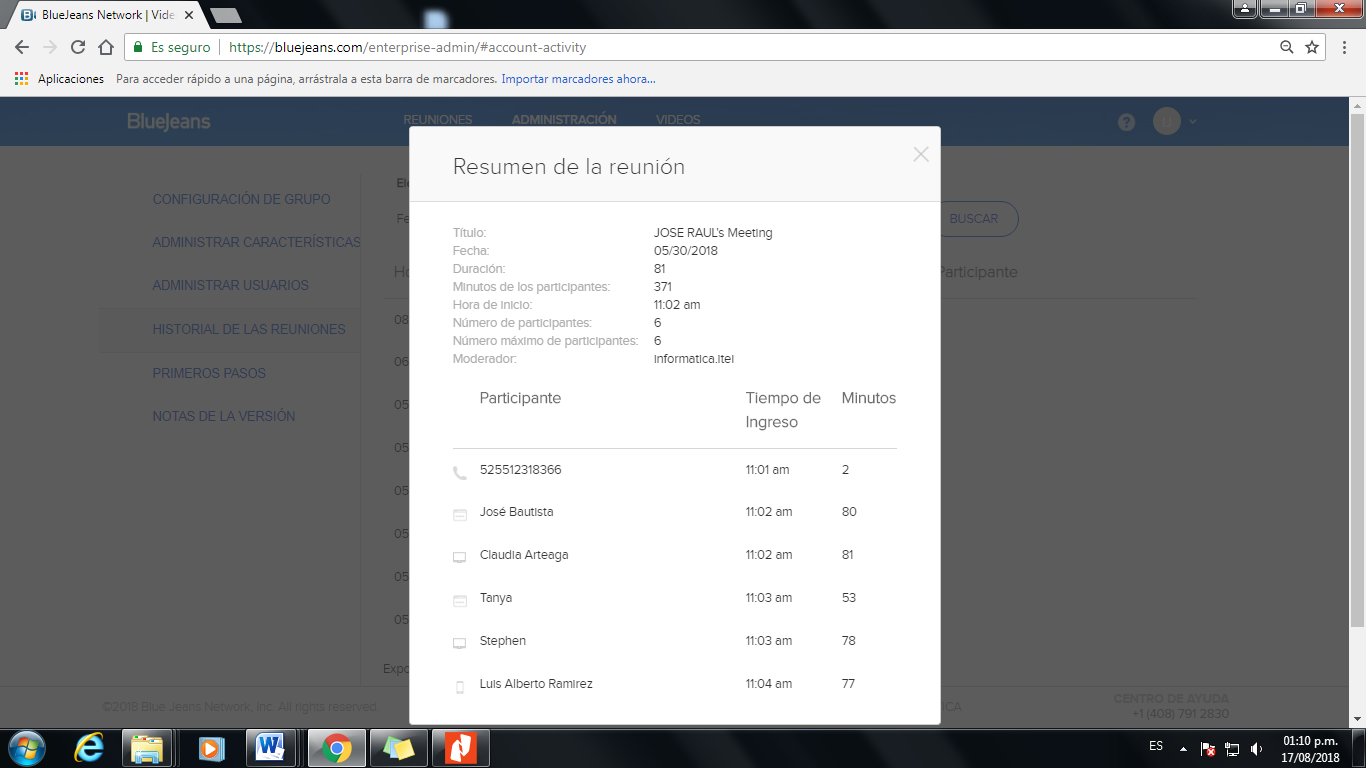 BlueJeans Network | Vide
Es seguro
https://bluejeans.com/enterprise-admin/#account-activity
Aplicaciones
Para acceder rápido a una página, arrástrala a esta barra de marcadores. Importar marcadores ahora...
BlueJeans
REUNIONES
ADMINISTRACIÓN
VIDEOS
U
CONFIGURACIÓN DE GRUPO
ADMINISTRAR CARACTERÍSTICAS
ADMINISTRAR USUARIOS
HISTORIAL DE LAS REUNIONES
PRIMEROS PASOS
NOTAS DE LA VERSIÓN
BUSCAR
Participante
Resumen de la reunión
Título: JOSE RAUL's Meeting
Fecha: 05/30/2018
Duración: 81
Minutos de los participantes: 371
Hora de inicio: 11:02 am
Número de participantes: 6
Número máximo de participantes: 6
Moderador: informatica.itei
Participante Tiempo de Ingreso Minutos
525512318366 11:01 am 2
José Bautista 11:02 am 80
Claudia Arteaga 11:02 am 81
Tanya 11:03 am 53
Stephen 11:03 am 78
Luis Alberto Ramirez 11:04 am 77
©2018 Blue Jeans Network, Inc. All rights reserved
CENTRO DE AYUDA
+1 (408) 791 2830
ES
01:10 p.m.
17/08/2018